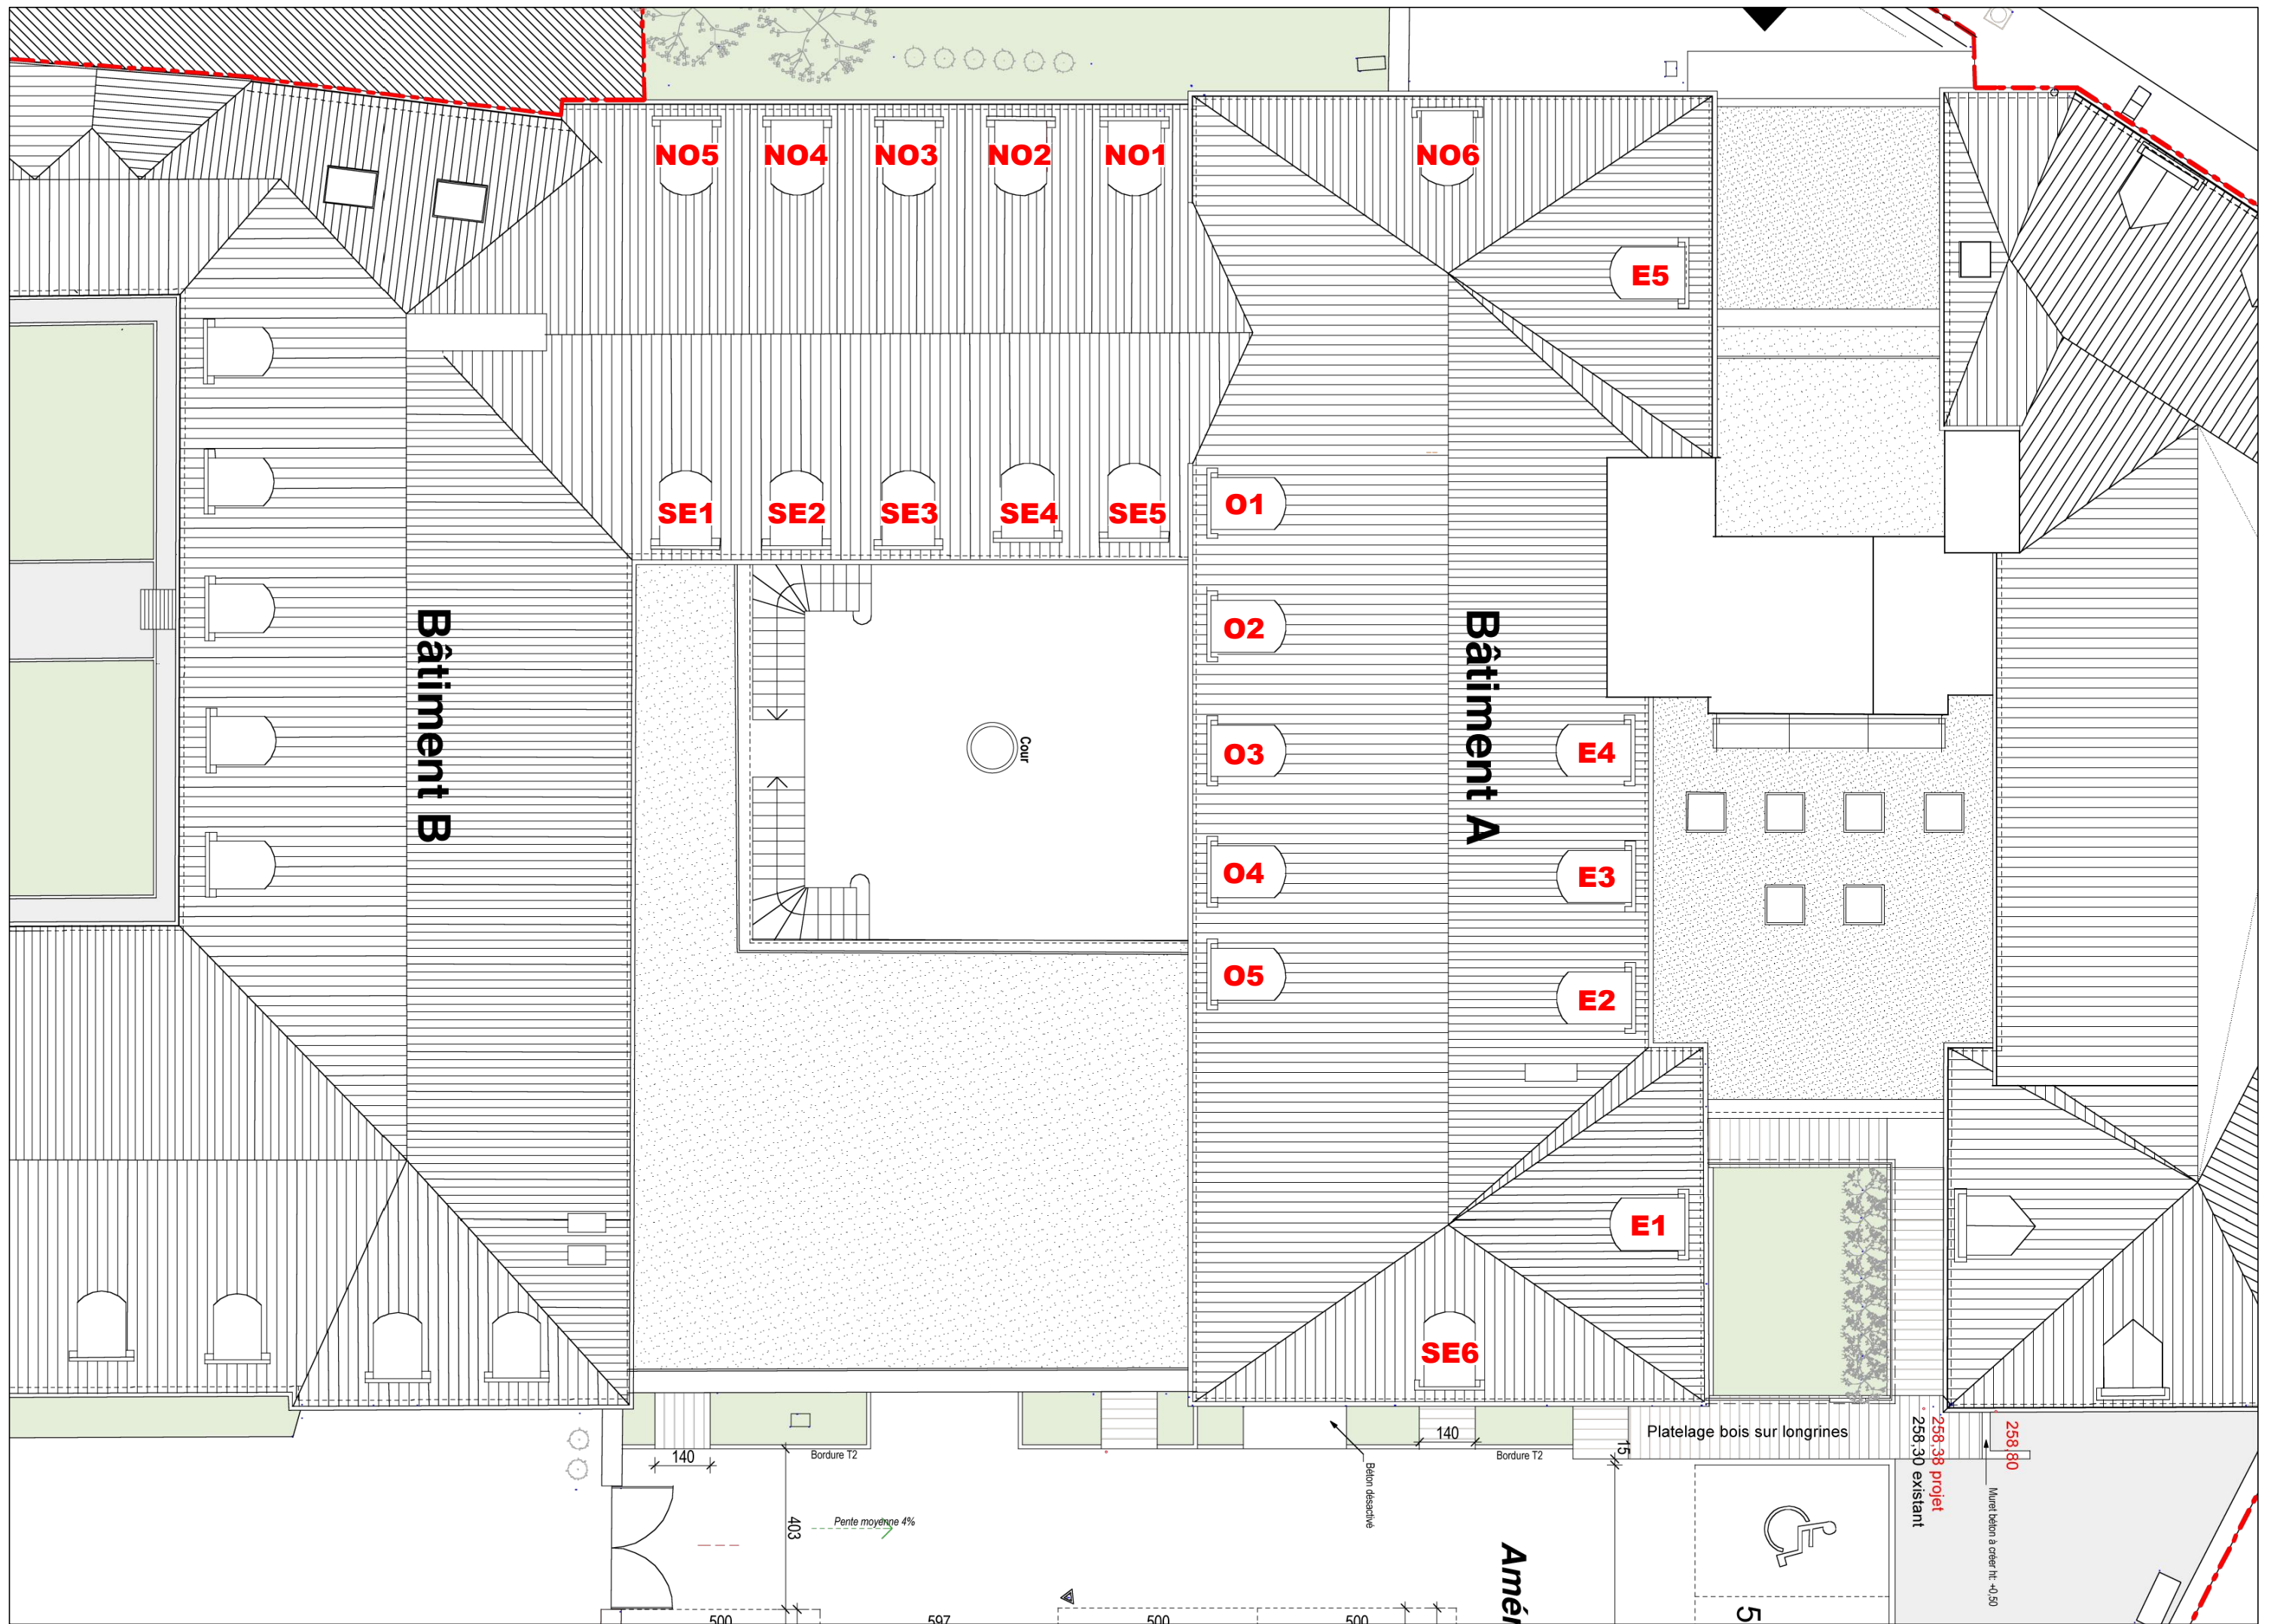 NO5 NO4 NO3 NO2 NO1 NO6
E5
SE1 SE2 SE3 SE4 SE5 O1
O2
Bâtiment B
Bâtiment A
Cour
O3 E4
O4 E3
O5 E2
E1
SE6
140
Bordure T2
140
Bordure T2
15
Platelage bois sur longrines
258,30 existant
258,38 projet
258,80
Muret béton à créer ht: +0,50
Béton désactivé
403
Pente moyenne 4%
Amér
5
500 597 500 500